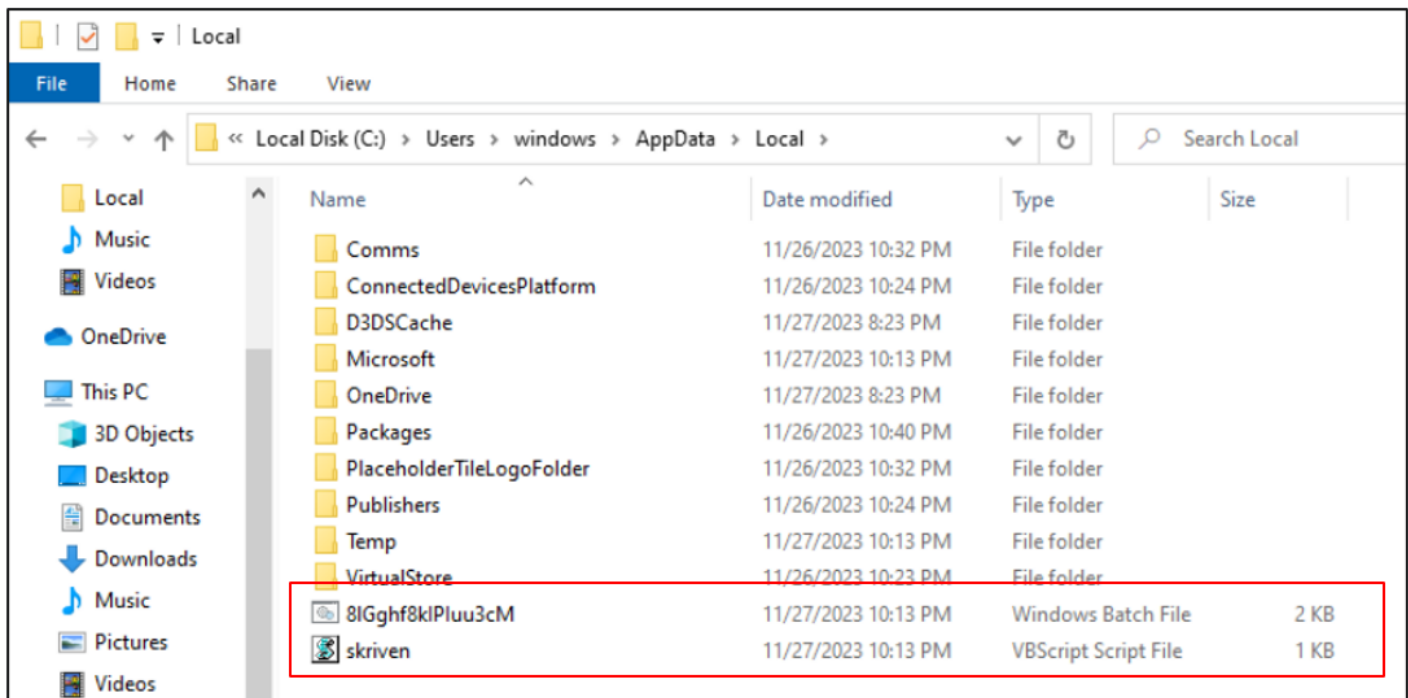 Local
File Home Share View
« Local Disk (C:) › Users › windows › AppData › Local › Search Local
Local
Music
Videos
OneDrive
This PC
3D Objects
Desktop
Documents
Downloads
Music
Pictures
Videos
Name Date modified Type Size
Comms 11/26/2023 10:32 PM File folder
ConnectedDevicesPlatform 11/26/2023 10:24 PM File folder
D3DSCache 11/27/2023 8:23 PM File folder
Microsoft 11/27/2023 10:13 PM File folder
OneDrive 11/27/2023 8:23 PM File folder
Packages 11/26/2023 10:40 PM File folder
PlaceholderTileLogoFolder 11/26/2023 10:32 PM File folder
Publishers 11/26/2023 10:24 PM File folder
Temp 11/27/2023 10:13 PM File folder
VirtualStore 11/26/2023 10:23 PM File folder
11/27/2023 10:13 PM Windows Batch File 2 KB
skriven 11/27/2023 10:13 PM VBScript Script File 1 KB